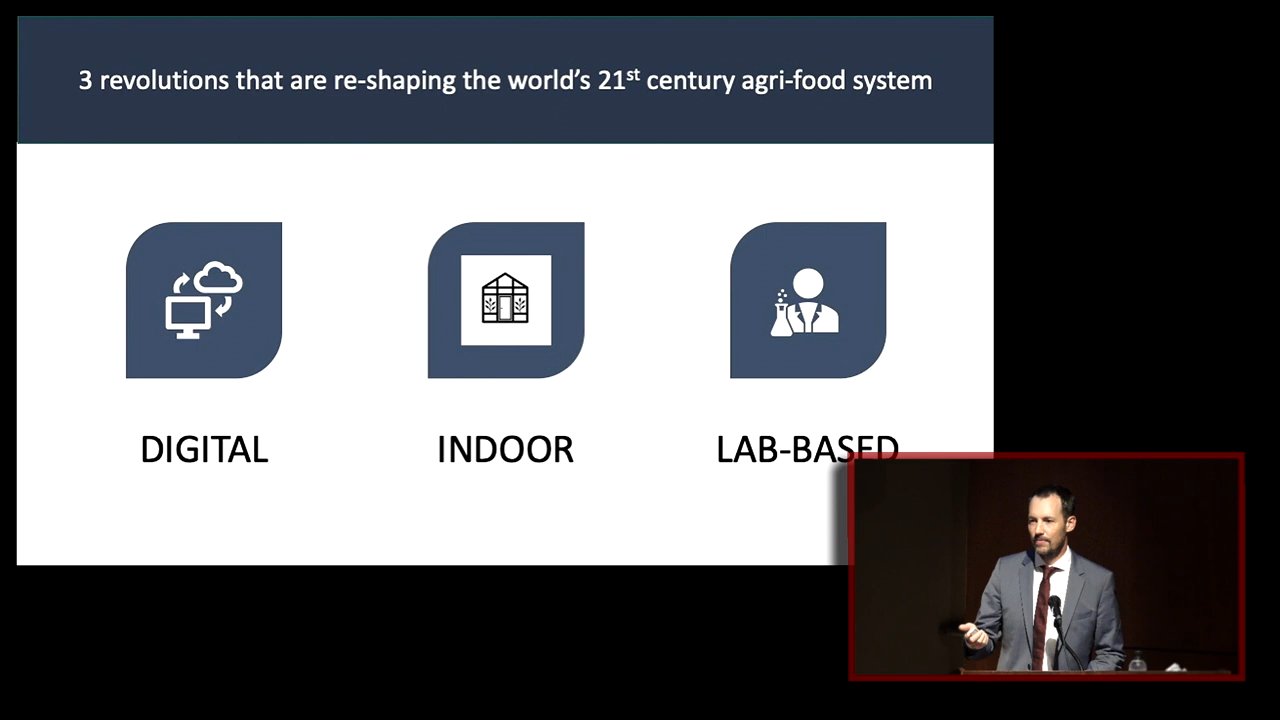 3 revolutions that are re-shaping the world's 21st century agri-food system
DIGITAL
INDOOR
LAB-BASED